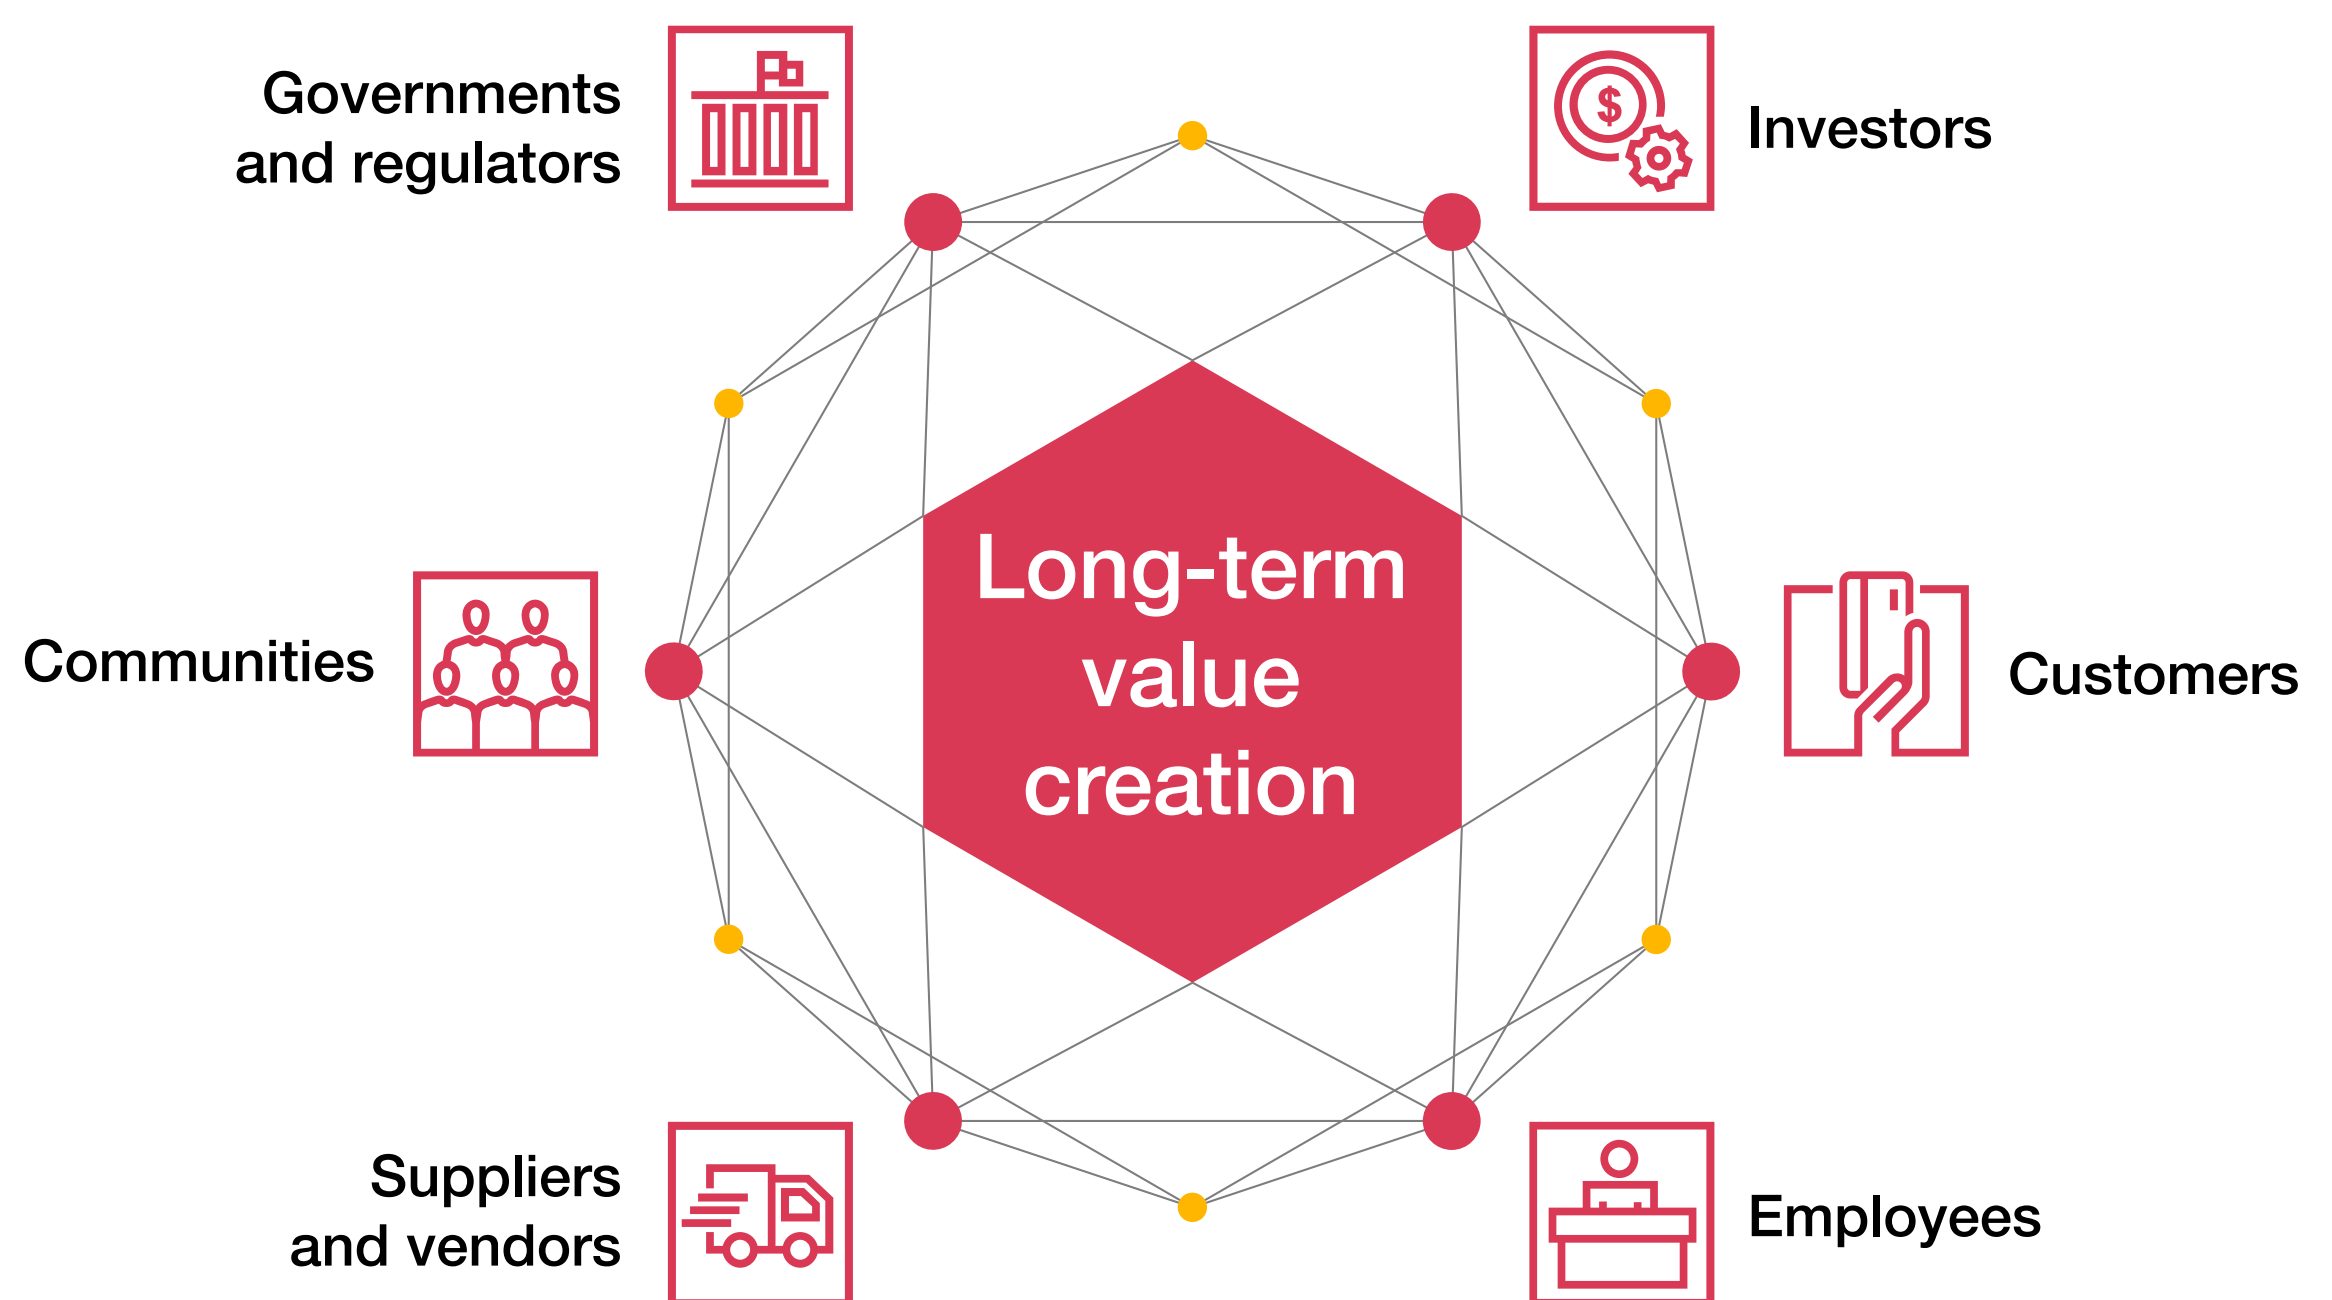 Governments
and regulators
$
Investors
Communities
Long-term
value
creation
Customers
Suppliers
and vendors
Employees